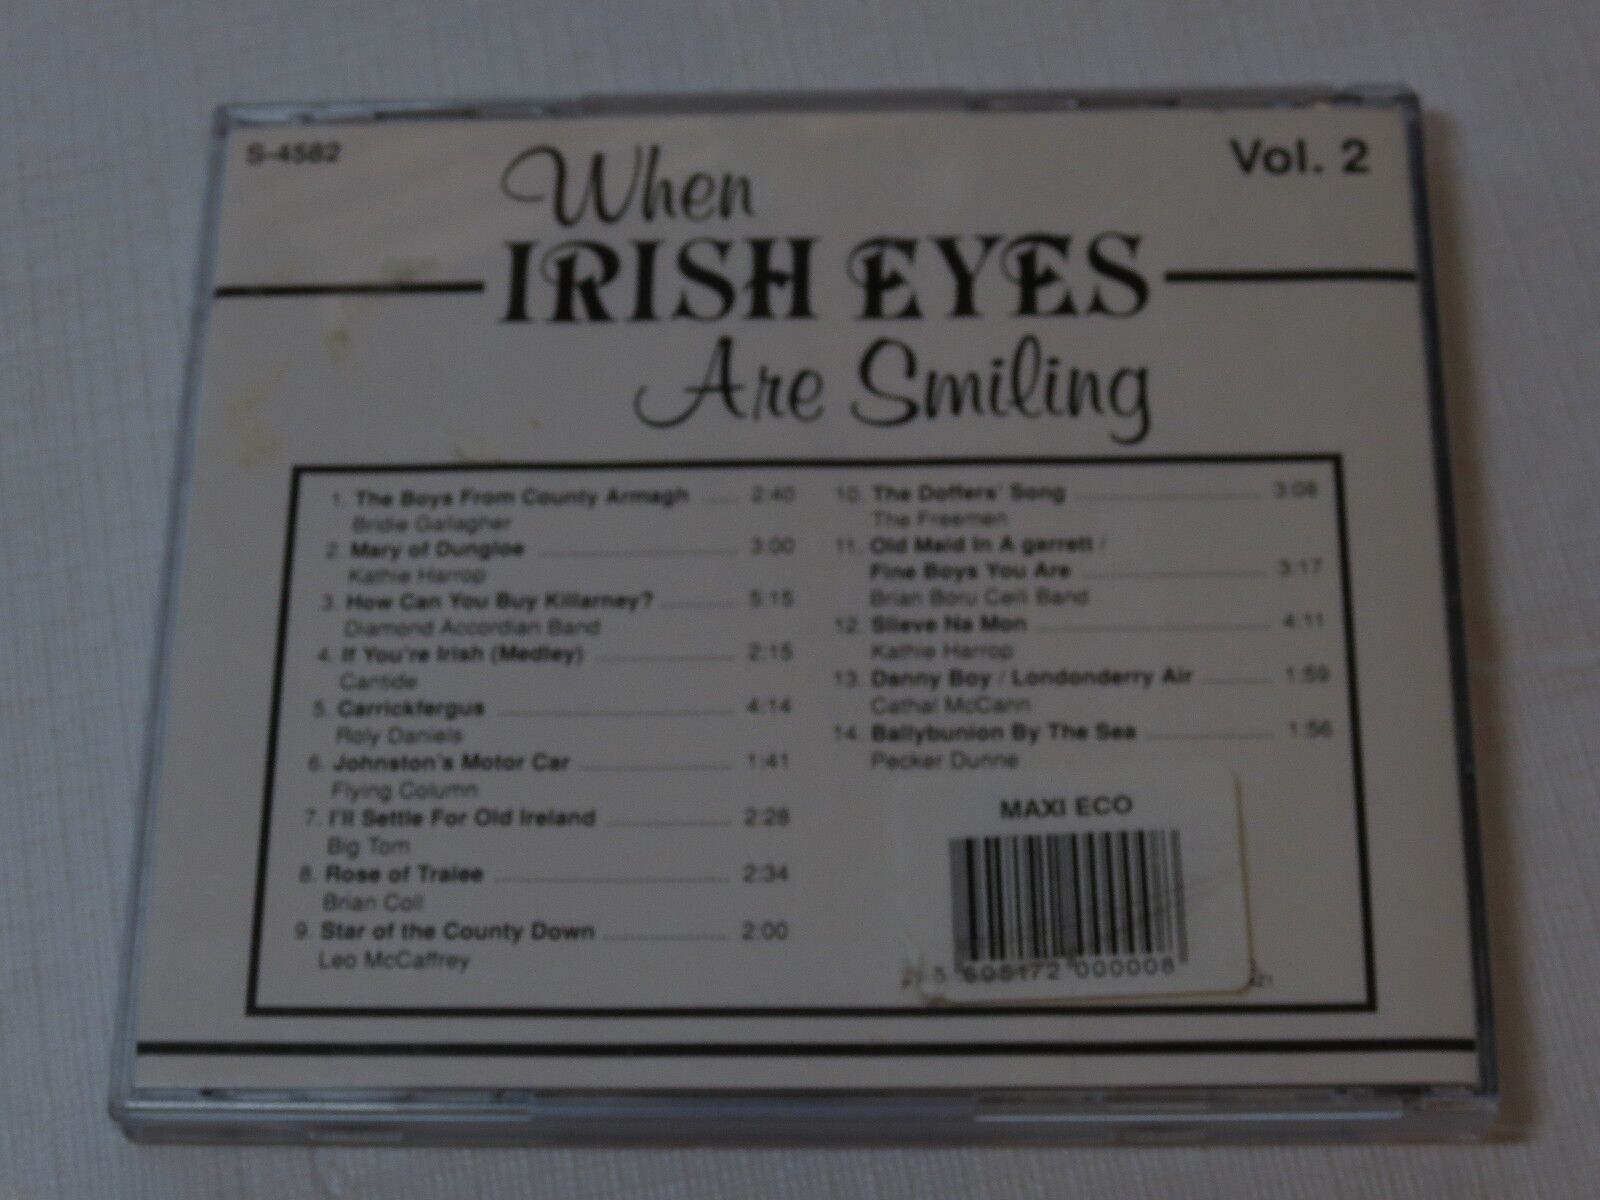 S-4582
Vol. 2
When
IRISH EYES
Are Smiling
1. The Boys From County Armagh ..... 2:40
Bridie Gallagher
2. Mary of Dungloe ..... 3:00
Kathie Harrop
3. How Can You Buy Killarney? ..... 5:15
Diamond Accordian Band
4. If You're Irish (Medley) ..... 2:15
Cantide
5. Carrickfergus ..... 4:14
Roly Daniels
6. Johnston's Motor Car ..... 1:41
Flying Column
7. I'll Settle For Old Ireland ..... 2:28
Big Tom
8. Rose of Tralee ..... 2:34
Brian Coll
9. Star of the County Down ..... 2:00
Leo McCaffrey
10. The Doffers' Song ..... 3:08
The Freemen
11. Old Maid In A garrett /
Fine Boys You Are ..... 3:17
Brian Boru Ceili Band
12. Slieve Na Mon ..... 4:11
Kathie Harrop
13. Danny Boy / Londonderry Air ..... 1:59
Cathal McCann
14. Ballybunion By The Sea ..... 1:56
Pecker Dunne
MAXI ECO
5 608172 000008